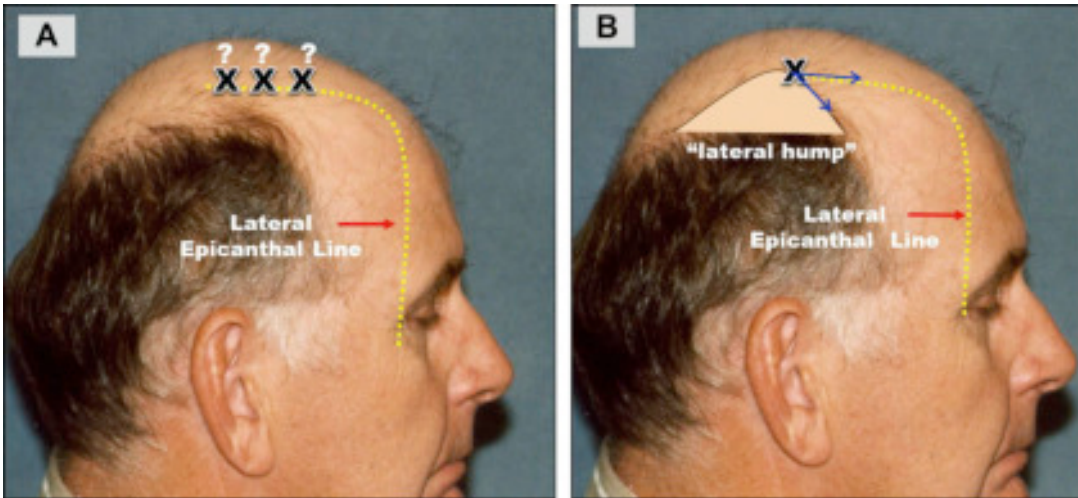 A
? ? ?
X X X
Lateral
Epicanthal Line
B
X
“lateral hump”
Lateral
Epicanthal Line